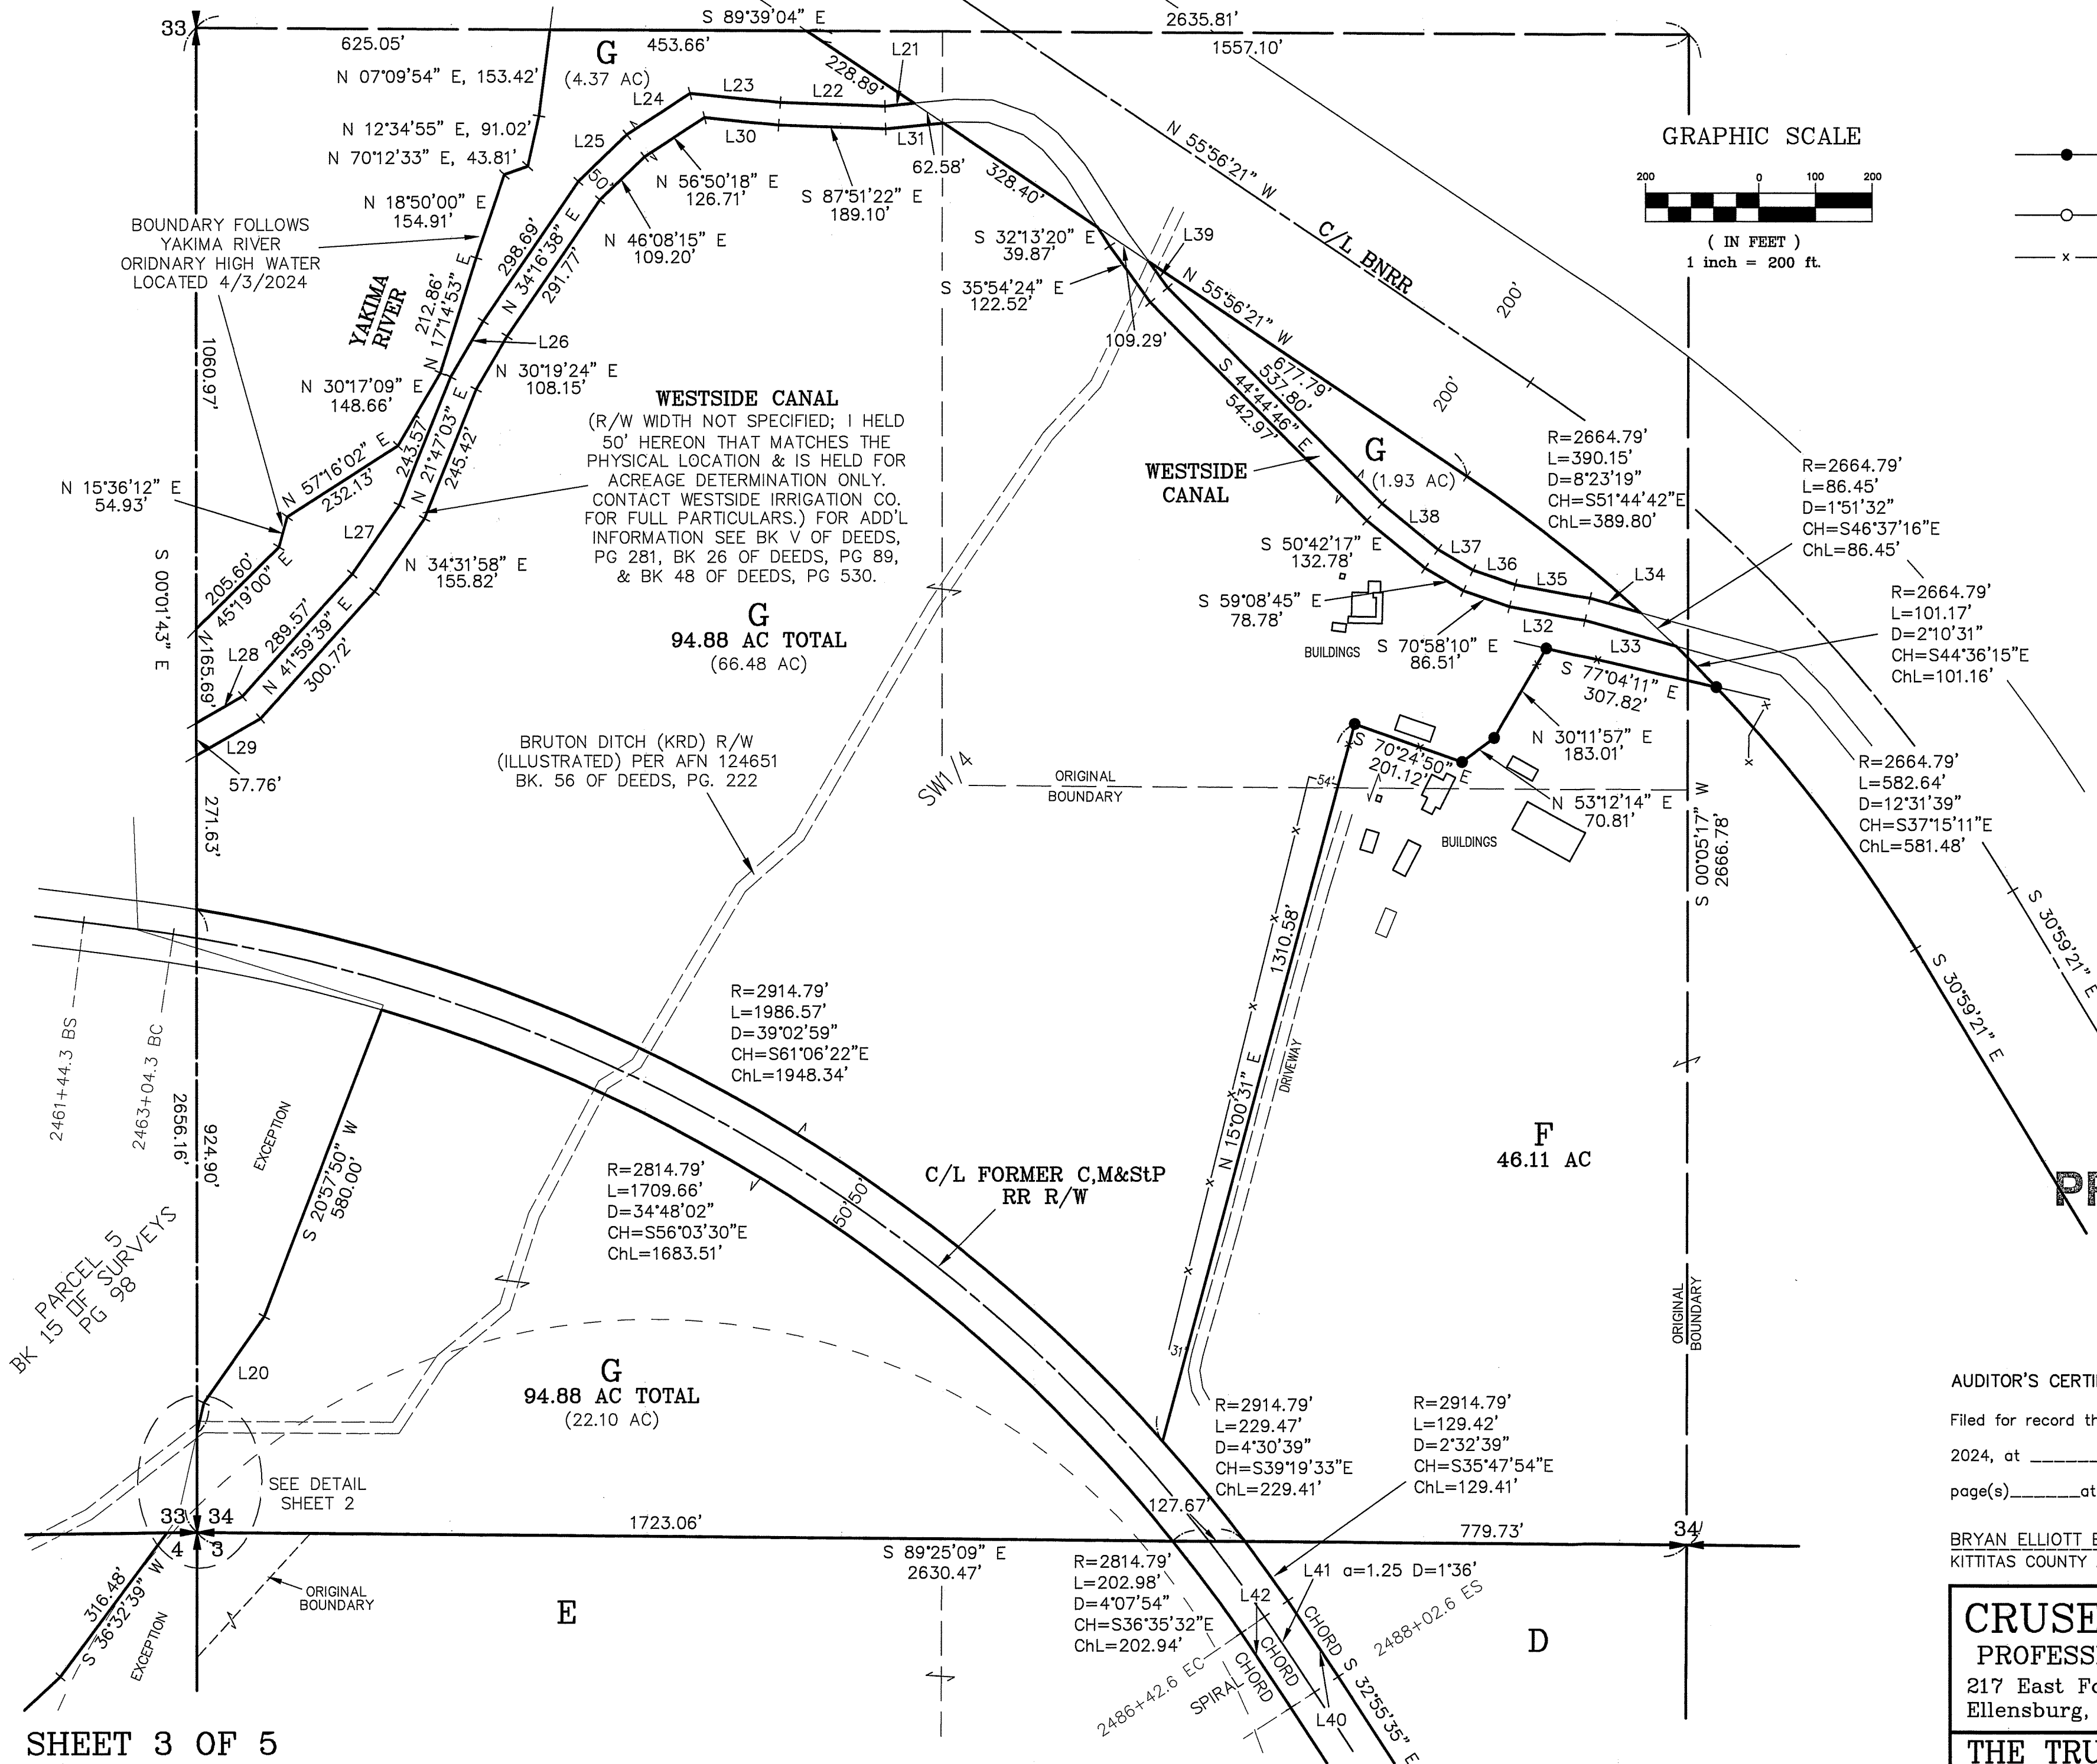 33
S 89°39'04" E
2635.81'
625.05'
453.66'
1557.10'
G
(4.37 AC)
N 07°09'54" E, 153.42'
N 12°34'55" E, 91.02'
N 70°12'33" E, 43.81'
N 18°50'00" E
154.91'
L24
L23
L22
L21
228.89'
L25
L30
L31
62.58'
50'
N 56°50'18" E
126.71'
S 87°51'22" E
189.10'
N 46°08'15" E
109.20'
328.40'
N 55°56'21" W
C/L BNRR
200'
200'
GRAPHIC SCALE
200 0 100 200
( IN FEET )
1 inch = 200 ft.
x
BOUNDARY FOLLOWS
YAKIMA RIVER
ORIDNARY HIGH WATER
LOCATED 4/3/2024
YAKIMA
RIVER
212.86'
N 17°14'53" E
298.69'
N 34°16'38" E
291.77'
L26
N 30°19'24" E
108.15'
N 30°17'09" E
148.66'
243.57'
N 21°47'03" E
245.42'
N 57°16'02" E
232.13'
N 15°36'12" E
54.93'
L27
N 34°31'58" E
155.82'
205.60'
N 45°19'00" E
289.57'
N 41°59'39" E
300.72'
165.69'
L28
L29
57.76'
1060.97'
S 00°01'43" E
271.63'
WESTSIDE CANAL
(R/W WIDTH NOT SPECIFIED; I HELD
50' HEREON THAT MATCHES THE
PHYSICAL LOCATION & IS HELD FOR
ACREAGE DETERMINATION ONLY.
CONTACT WESTSIDE IRRIGATION CO.
FOR FULL PARTICULARS.) FOR ADD'L
INFORMATION SEE BK V OF DEEDS,
PG 281, BK 26 OF DEEDS, PG 89,
& BK 48 OF DEEDS, PG 530.
G
94.88 AC TOTAL
(66.48 AC)
BRUTON DITCH (KRD) R/W
(ILLUSTRATED) PER AFN 124651
BK. 56 OF DEEDS, PG. 222
SW1/4
ORIGINAL
BOUNDARY
S 32°13'20" E
39.87'
S 35°54'24" E
122.52'
109.29'
L39
N 55°56'21" W
677.79'
537.80'
S 44°44'46" E
542.97'
WESTSIDE
CANAL
G
(1.93 AC)
L38
L37
L36
L35
L34
L32
L33
S 50°42'17" E
132.78'
S 59°08'45" E
78.78'
S 70°58'10" E
86.51'
BUILDINGS
S 77°04'11" E
307.82'
N 30°11'57" E
183.01'
N 53°12'14" E
70.81'
S 70°24'50" E
201.12'
54'
BUILDINGS
R=2664.79'
L=390.15'
D=8°23'19"
CH=S51°44'42"E
ChL=389.80'
R=2664.79'
L=86.45'
D=1°51'32"
CH=S46°37'16"E
ChL=86.45'
R=2664.79'
L=101.17'
D=2°10'31"
CH=S44°36'15"E
ChL=101.16'
R=2664.79'
L=582.64'
D=12°31'39"
CH=S37°15'11"E
ChL=581.48'
S 00°05'17" W
2666.78'
S 30°59'21" E
S 30°59'21" E
1310.58'
N 15°00'31" E
DRIVEWAY
31'
F
46.11 AC
ORIGINAL
BOUNDARY
R=2914.79'
L=1986.57'
D=39°02'59"
CH=S61°06'22"E
ChL=1948.34'
R=2814.79'
L=1709.66'
D=34°48'02"
CH=S56°03'30"E
ChL=1683.51'
50'
50'
C/L FORMER C,M&StP
RR R/W
2461+44.3 BS
2463+04.3 BC
2656.16'
924.90'
EXCEPTION
S 20°57'50" W
580.00'
PARCEL 5
BK 15 OF SURVEYS
PG 98
L20
G
94.88 AC TOTAL
(22.10 AC)
SEE DETAIL
SHEET 2
33 34
4 3
316.48'
S 36°32'39" W
EXCEPTION
ORIGINAL
BOUNDARY
1723.06'
S 89°25'09" E
2630.47'
E
127.67'
779.73'
34
R=2914.79'
L=229.47'
D=4°30'39"
CH=S39°19'33"E
ChL=229.41'
R=2914.79'
L=129.42'
D=2°32'39"
CH=S35°47'54"E
ChL=129.41'
R=2814.79'
L=202.98'
D=4°07'54"
CH=S36°35'32"E
ChL=202.94'
L41 a=1.25 D=1°36'
L42
L40
CHORD
CHORD
CHORD S 32°55'35" E
SPIRAL
2486+42.6 EC
2488+02.6 ES
D
AUDITOR'S CERTI
Filed for record th
2024, at
page(s)______at
BRYAN ELLIOTT E
KITTITAS COUNTY
CRUSE
PROFESS
217 East Fo
Ellensburg,
THE TRU
SHEET 3 OF 5